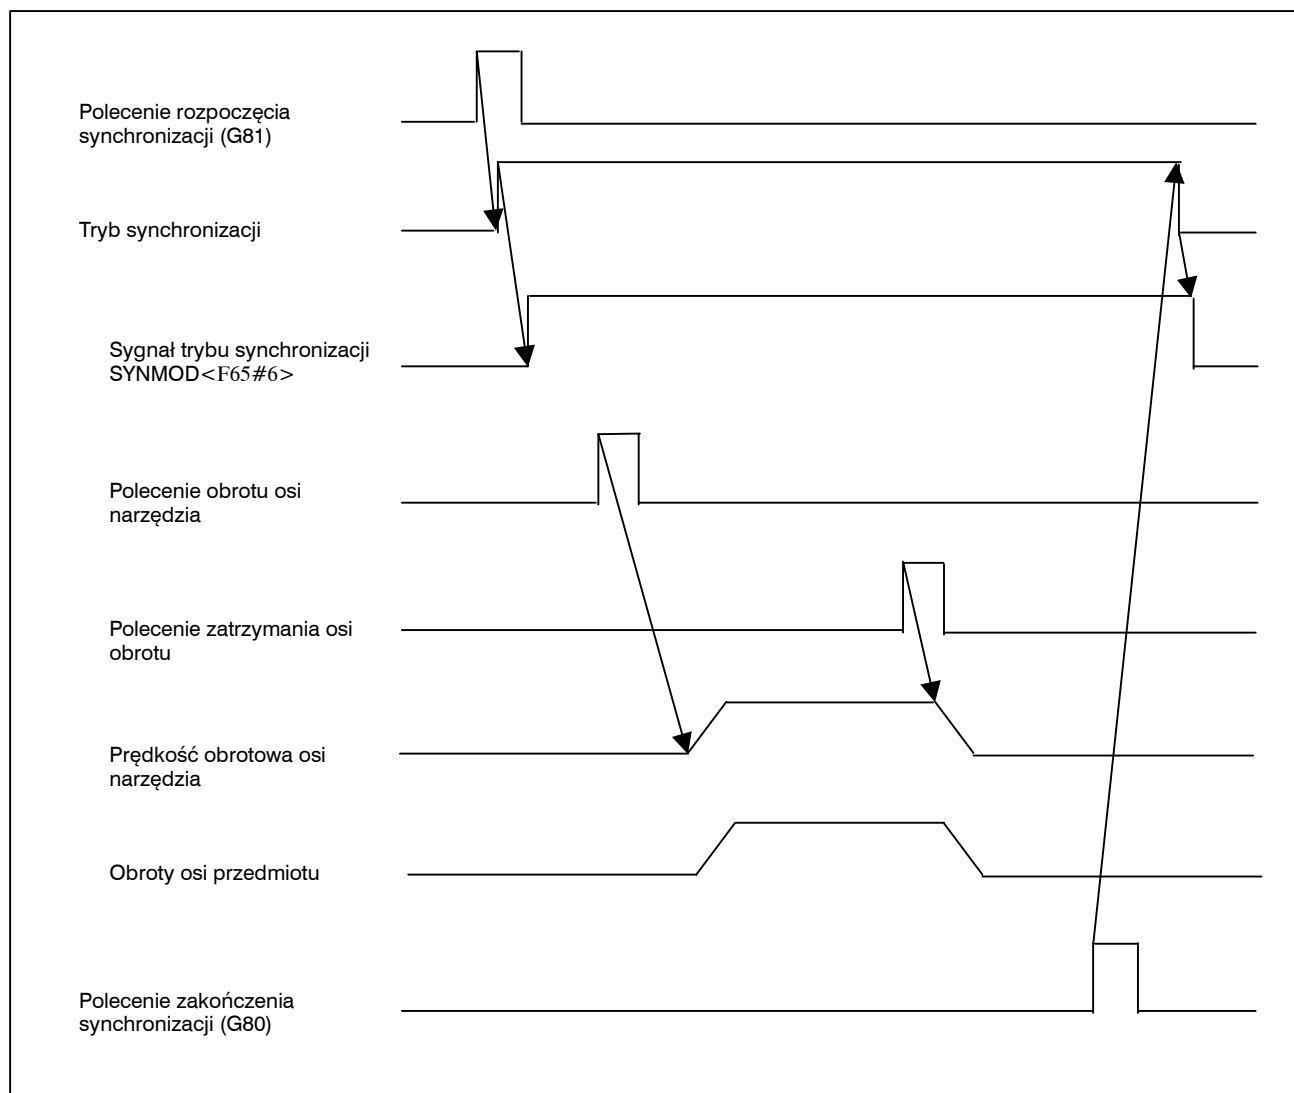 Polecenie rozpoczęcia
synchronizacji (G81)
Tryb synchronizacji
Sygnał trybu synchronizacji
SYNMOD<F65#6>
Polecenie obrotu osi
narzędzia
Polecenie zatrzymania osi
obrotu
Prędkość obrotowa osi
narzędzia
Obroty osi przedmiotu
Polecenie zakończenia
synchronizacji (G80)